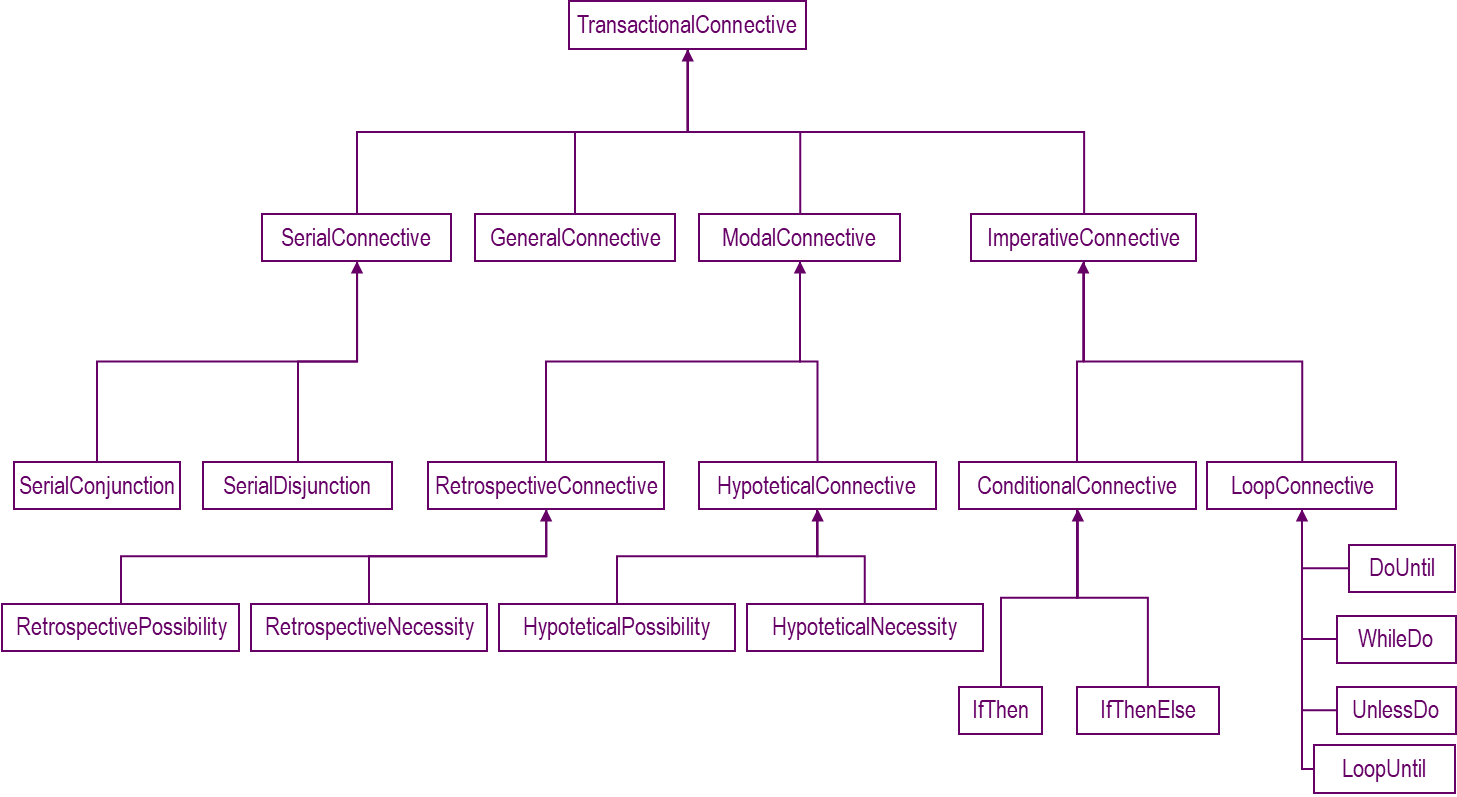 TransactionalConnective
SerialConnective
GeneralConnective
ModalConnective
ImperativeConnective
SerialConjunction
SerialDisjunction
RetrospectiveConnective
HypoteticalConnective
ConditionalConnective
LoopConnective
DoUntil
RetrospectivePossibility
RetrospectiveNecessity
HypoteticalPossibility
HypoteticalNecessity
WhileDo
IfThen
IfThenElse
UnlessDo
LoopUntil